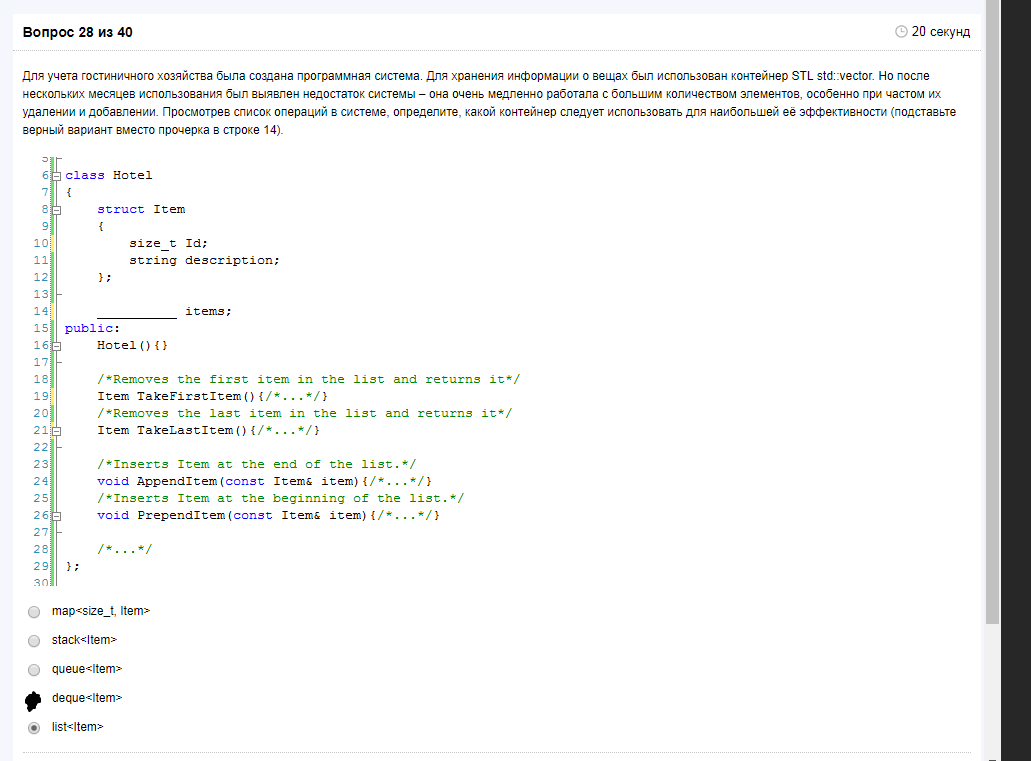 Вопрос 28 из 40
20 секунд
Для учета гостиничного хозяйства была создана программная система. Для хранения информации о вещах был использован контейнер STL std::vector. Но после
нескольких месяцев использования был выявлен недостаток системы – она очень медленно работала с большим количеством элементов, особенно при частом их
удалении и добавлении. Просмотрев список операций в системе, определите, какой контейнер следует использовать для наибольшей её эффективности (подставьте
верный вариант вместо прочерка в строке 14).
5
6 class Hotel
7 {
8 struct Item
9 {
10 size_t Id;
11 string description;
12 };
13
14 __________ items;
15 public:
16 Hotel(){}
17
18 /*Removes the first item in the list and returns it*/
19 Item TakeFirstItem(){/*...*/}
20 /*Removes the last item in the list and returns it*/
21 Item TakeLastItem(){/*...*/}
22
23 /*Inserts Item at the end of the list.*/
24 void AppendItem(const Item& item){/*...*/}
25 /*Inserts Item at the beginning of the list.*/
26 void PrependItem(const Item& item){/*...*/}
27
28 /*...*/
29 };
30
map<size_t, Item>
stack<Item>
queue<Item>
deque<Item>
list<Item>